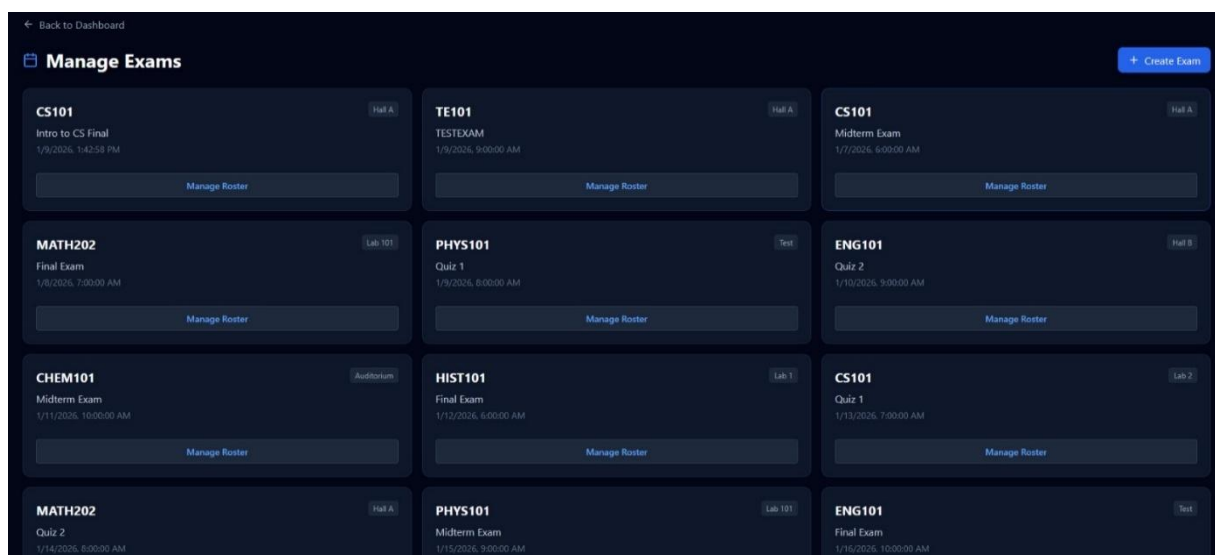 ← Back to Dashboard
Manage Exams
+ Create Exam
CS101
Hall A
Intro to CS Final
1/9/2026, 1:42:58 PM
Manage Roster
TE101
Hall A
TESTEXAM
1/9/2026, 9:00:00 AM
Manage Roster
CS101
Hall A
Midterm Exam
1/7/2026, 6:00:00 AM
Manage Roster
MATH202
Lab 101
Final Exam
1/8/2026, 7:00:00 AM
Manage Roster
PHYS101
Test
Quiz 1
1/9/2026, 8:00:00 AM
Manage Roster
ENG101
Hall B
Quiz 2
1/10/2026, 9:00:00 AM
Manage Roster
CHEM101
Auditorium
Midterm Exam
1/11/2026, 10:00:00 AM
Manage Roster
HIST101
Lab 1
Final Exam
1/12/2026, 6:00:00 AM
Manage Roster
CS101
Lab 2
Quiz 1
1/13/2026, 7:00:00 AM
Manage Roster
MATH202
Hall A
Quiz 2
1/14/2026, 8:00:00 AM
PHYS101
Lab 101
Midterm Exam
1/15/2026, 9:00:00 AM
ENG101
Test
Final Exam
1/16/2026, 10:00:00 AM